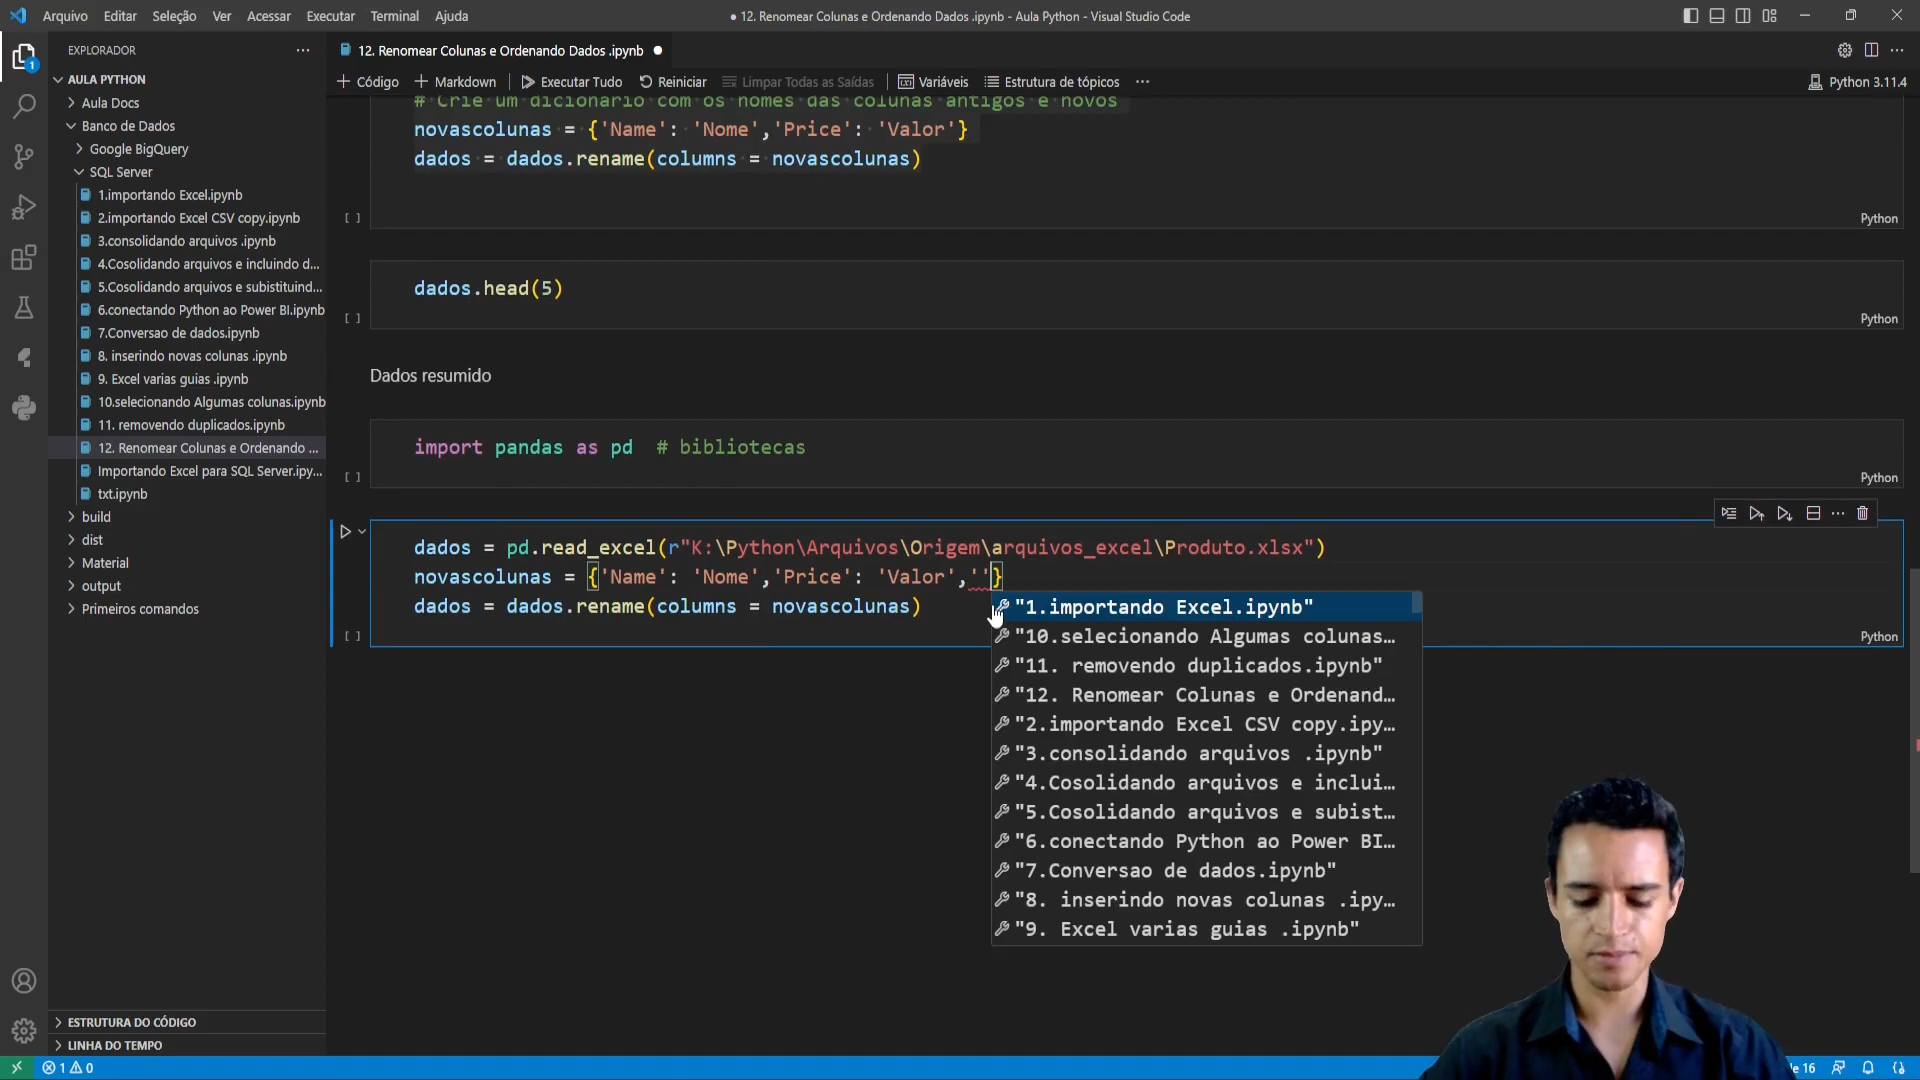 Arquivo Editar Seleção Ver Acessar Executar Terminal Ajuda
● 12. Renomear Colunas e Ordenando Dados .ipynb - Aula Python - Visual Studio Code
EXPLORADOR
AULA PYTHON
Aula Docs
Banco de Dados
Google BigQuery
SQL Server
1.importando Excel.ipynb
2.importando Excel CSV copy.ipynb
3.consolidando arquivos .ipynb
4.Cosolidando arquivos e incluindo d...
5.Cosolidando arquivos e subistituind...
6.conectando Python ao Power BI.ipynb
7.Conversao de dados.ipynb
8. inserindo novas colunas .ipynb
9. Excel varias guias .ipynb
10.selecionando Algumas colunas.ipynb
11. removendo duplicados.ipynb
12. Renomear Colunas e Ordenando ...
Importando Excel para SQL Server.ipy...
txt.ipynb
build
dist
Material
output
Primeiros comandos
ESTRUTURA DO CÓDIGO
LINHA DO TEMPO
12. Renomear Colunas e Ordenando Dados .ipynb ●
+ Código + Markdown Executar Tudo Reiniciar Limpar Todas as Saídas Variáveis Estrutura de tópicos ... Python 3.11.4
# Crie um dicionário com os nomes das colunas antigos e novos
novascolunas = {'Name': 'Nome','Price': 'Valor'}
dados = dados.rename(columns = novascolunas)
[ ] Python
dados.head(5)
[ ] Python
Dados resumido
import pandas as pd # bibliotecas
[ ] Python
dados = pd.read_excel(r"K:\Python\Arquivos\Origem\arquivos_excel\Produto.xlsx")
novascolunas = {'Name': 'Nome','Price': 'Valor',''}
dados = dados.rename(columns = novascolunas)
[ ] Python
"1.importando Excel.ipynb"
"10.selecionando Algumas colunas...
"11. removendo duplicados.ipynb"
"12. Renomear Colunas e Ordenand...
"2.importando Excel CSV copy.ipy...
"3.consolidando arquivos .ipynb"
"4.Cosolidando arquivos e inclui...
"5.Cosolidando arquivos e subist...
"6.conectando Python ao Power BI...
"7.Conversao de dados.ipynb"
"8. inserindo novas colunas .ipy...
"9. Excel varias guias .ipynb"
1
1 0
16